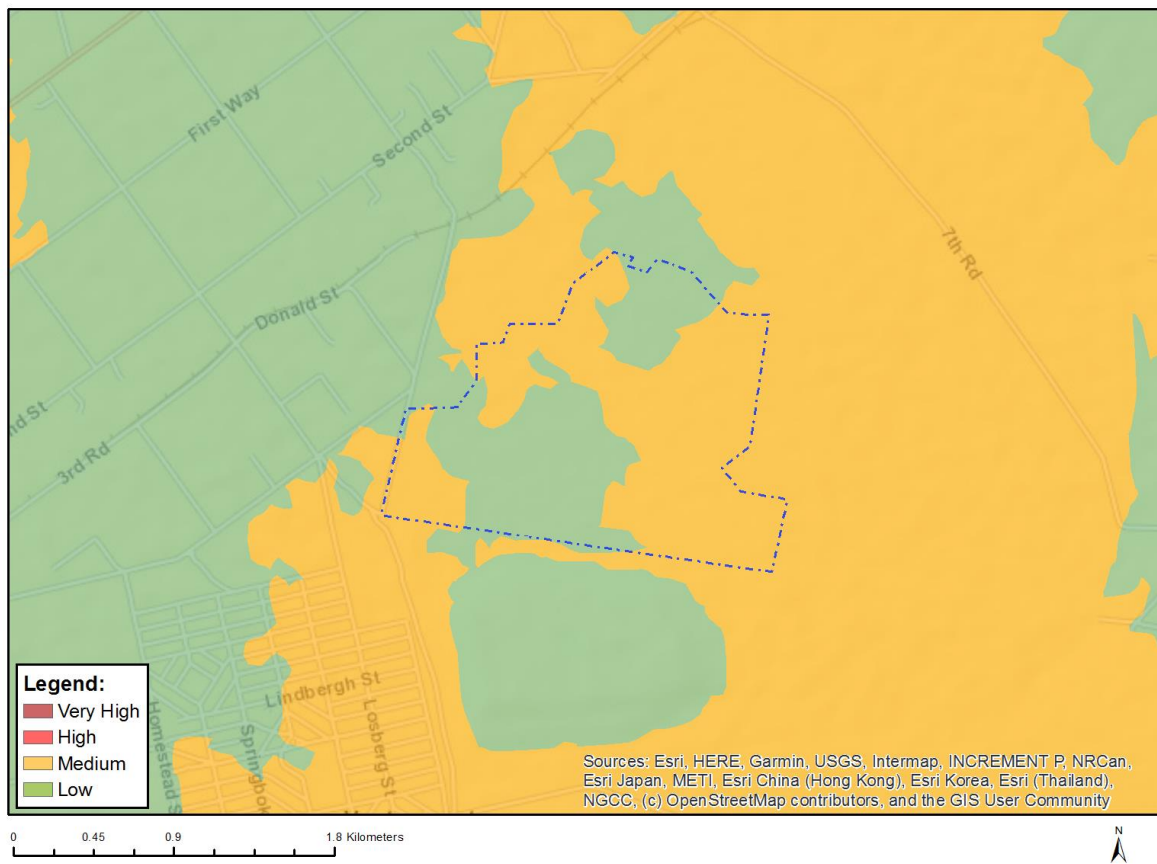 First Way
Second St
7th Rd
Donald St
nd St
3rd Rd
Lindbergh St
Losberg St
Springbok
Homestead S
Legend:
Very High
High
Medium
Low
Sources: Esri, HERE, Garmin, USGS, Intermap, INCREMENT P, NRCan,
Esri Japan, METI, Esri China (Hong Kong), Esri Korea, Esri (Thailand),
NGCC, (c) OpenStreetMap contributors, and the GIS User Community
0 0.45 0.9 1.8 Kilometers
N